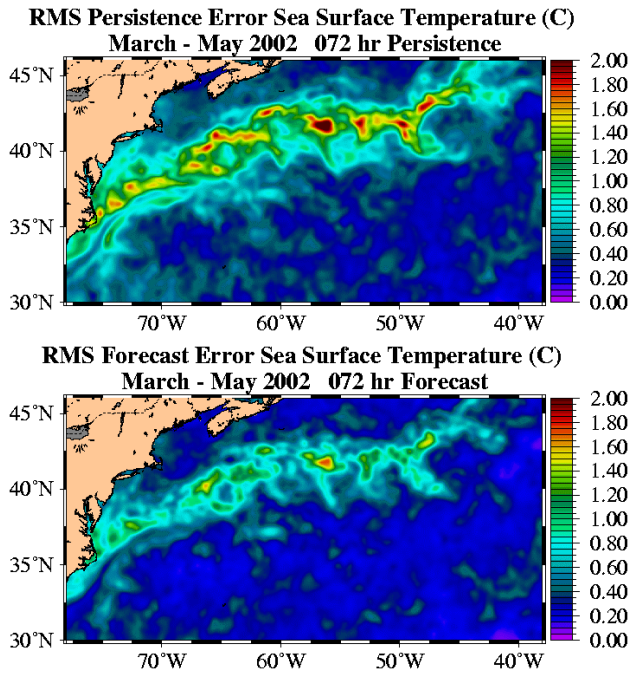 RMS Persistence Error Sea Surface Temperature (C)
March - May 2002 072 hr Persistence
45°N
40°N
35°N
30°N
70°W
60°W
50°W
40°W
2.00
1.80
1.60
1.40
1.20
1.00
0.80
0.60
0.40
0.20
0.00
RMS Forecast Error Sea Surface Temperature (C)
March - May 2002 072 hr Forecast
45°N
40°N
35°N
30°N
70°W
60°W
50°W
40°W
2.00
1.80
1.60
1.40
1.20
1.00
0.80
0.60
0.40
0.20
0.00